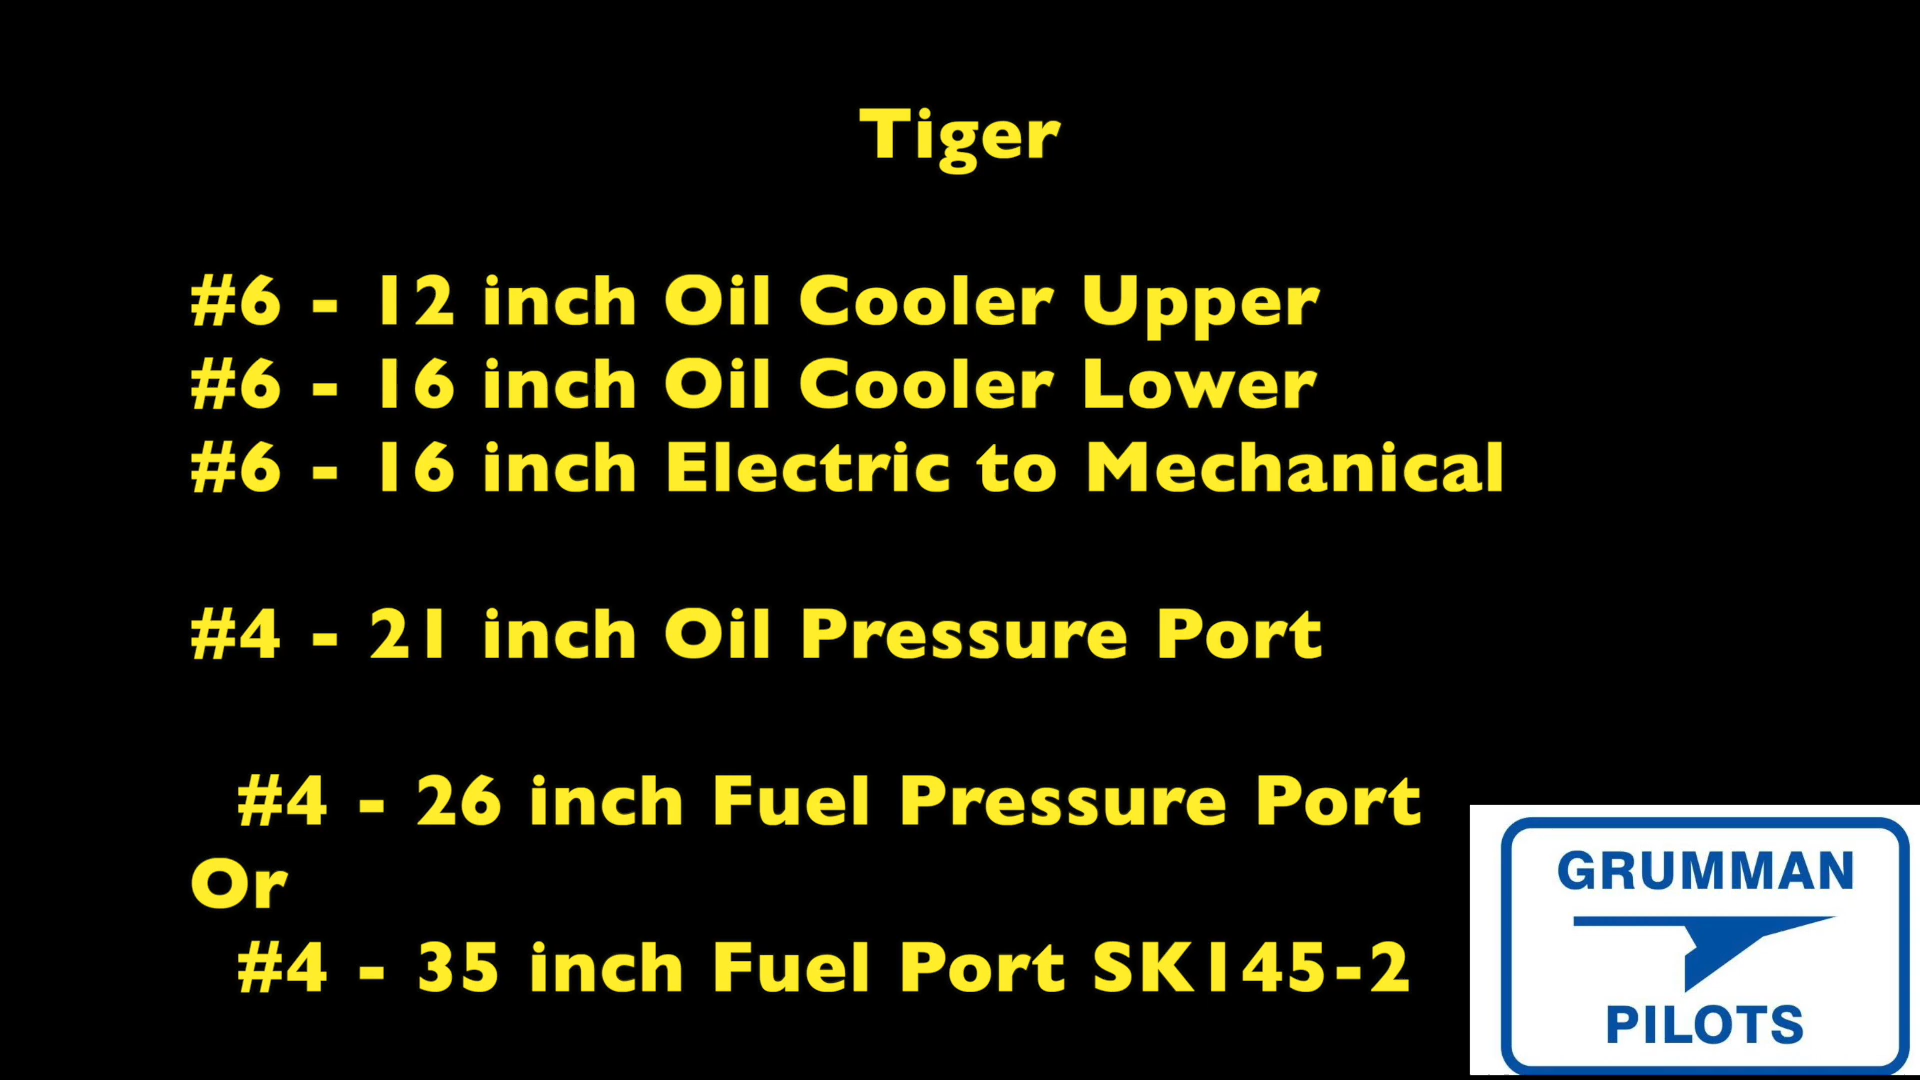 Tiger
#6 - 12 inch Oil Cooler Upper
#6 - 16 inch Oil Cooler Lower
#6 - 16 inch Electric to Mechanical
#4 - 21 inch Oil Pressure Port
#4 - 26 inch Fuel Pressure Port
Or
#4 - 35 inch Fuel Port SK145-2
GRUMMAN
PILOTS